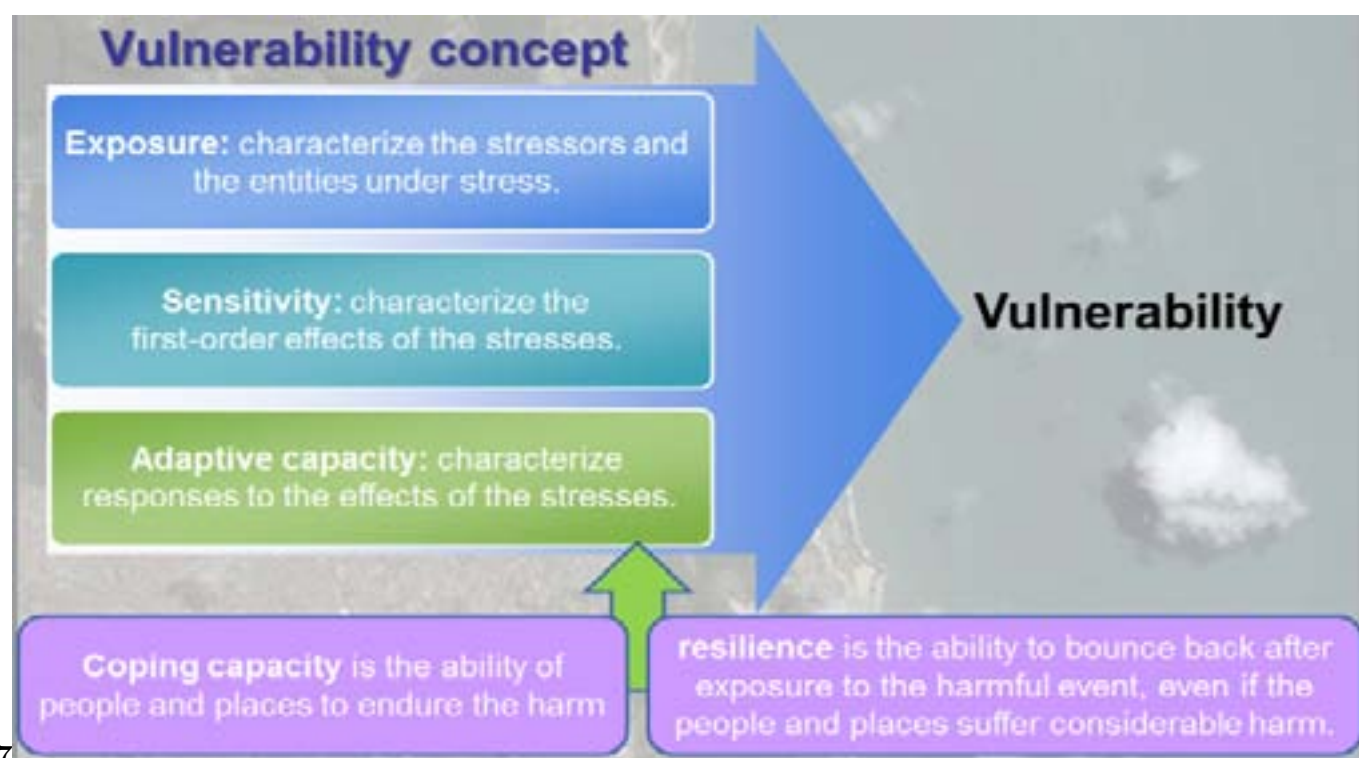 Vulnerability concept
Exposure: characterize the stressors and
the entities under stress.
Sensitivity: characterize the
first-order effects of the stresses.
Vulnerability
Adaptive capacity: characterize
responses to the effects of the stresses.
Coping capacity is the ability of
people and places to endure the harm
resilience is the ability to bounce back after
exposure to the harmful event, even if the
people and places suffer considerable harm.
7